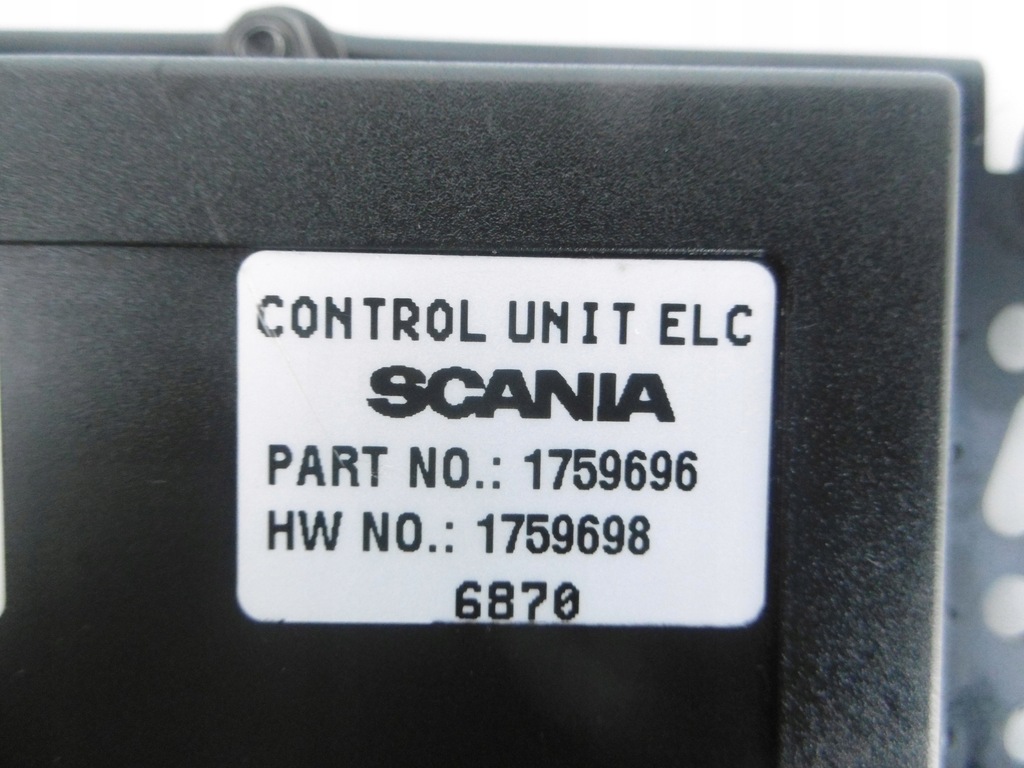 CONTROL UNIT ELC
SCANIA
PART NO.: 1759696
HW NO.: 1759698
6870